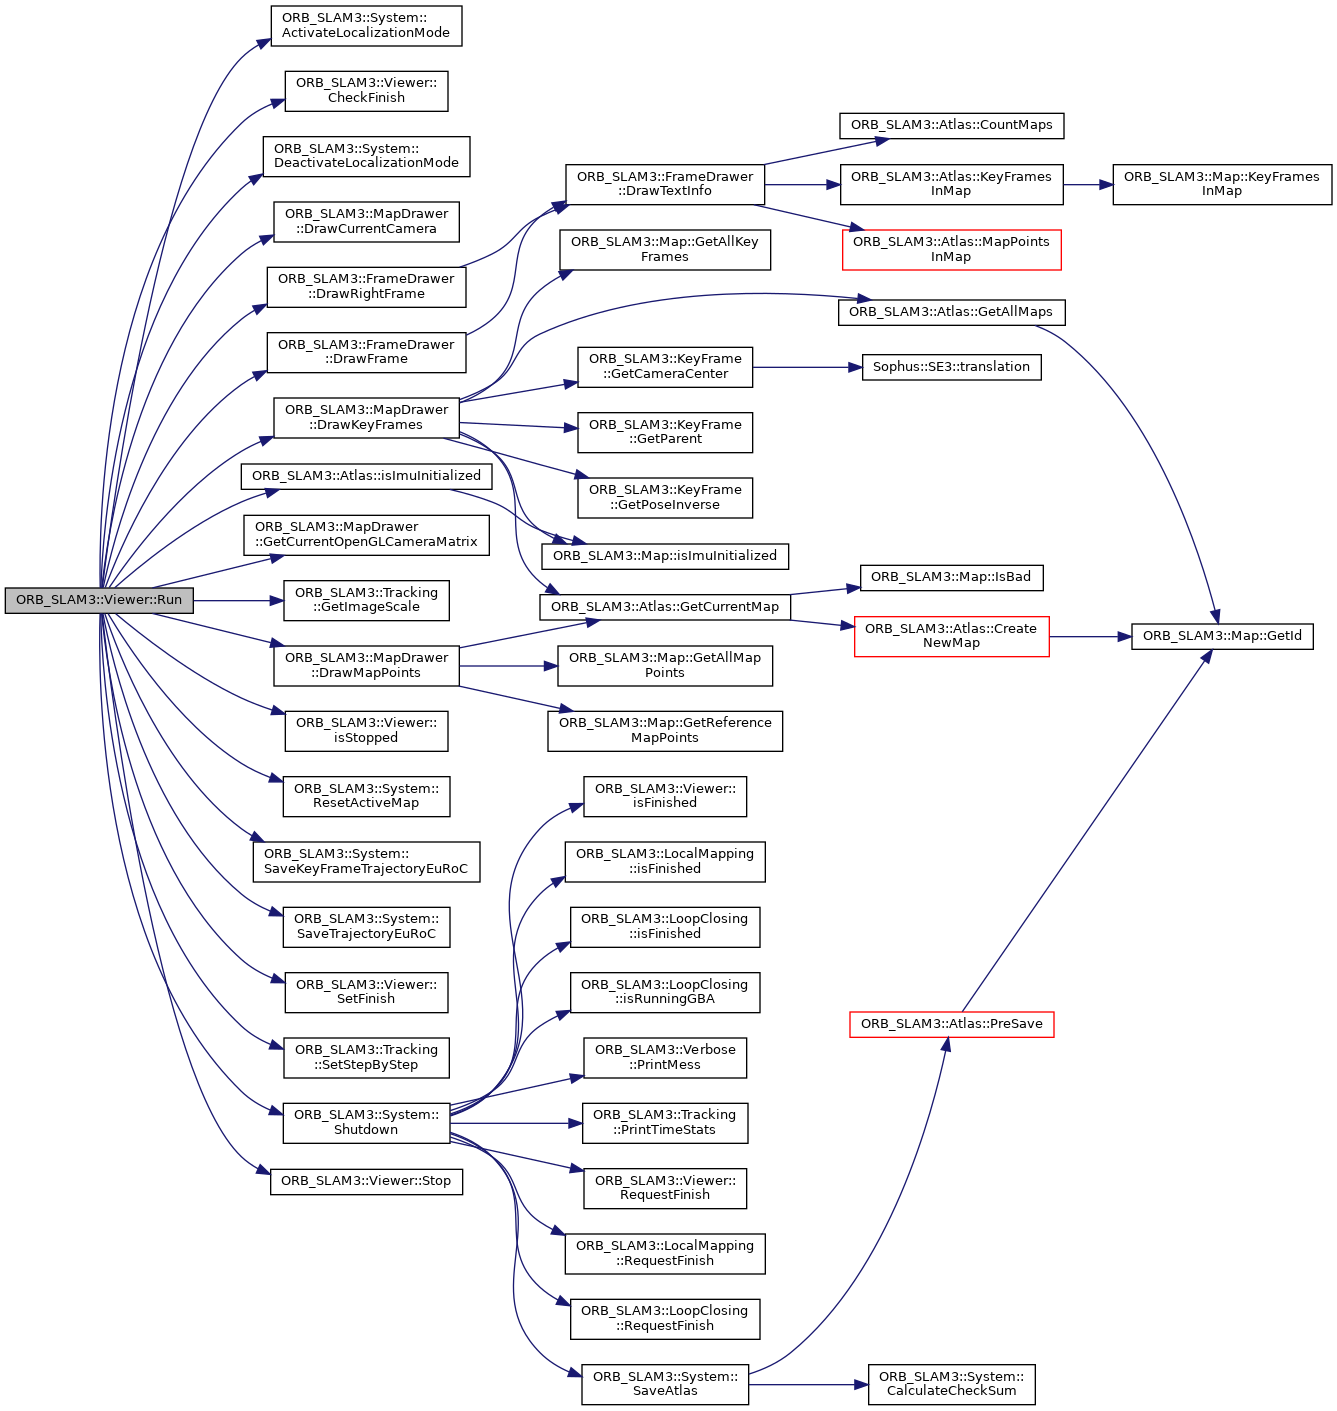 ORB_SLAM3::Viewer::Run
ORB_SLAM3::System::
ActivateLocalizationMode
ORB_SLAM3::Viewer::
CheckFinish
ORB_SLAM3::System::
DeactivateLocalizationMode
ORB_SLAM3::MapDrawer
::DrawCurrentCamera
ORB_SLAM3::FrameDrawer
::DrawRightFrame
ORB_SLAM3::FrameDrawer
::DrawFrame
ORB_SLAM3::MapDrawer
::DrawKeyFrames
ORB_SLAM3::Atlas::isImuInitialized
ORB_SLAM3::MapDrawer
::GetCurrentOpenGLCameraMatrix
ORB_SLAM3::Tracking
::GetImageScale
ORB_SLAM3::MapDrawer
::DrawMapPoints
ORB_SLAM3::Viewer::
isStopped
ORB_SLAM3::System::
ResetActiveMap
ORB_SLAM3::System::
SaveKeyFrameTrajectoryEuRoC
ORB_SLAM3::System::
SaveTrajectoryEuRoC
ORB_SLAM3::Viewer::
SetFinish
ORB_SLAM3::Tracking
::SetStepByStep
ORB_SLAM3::System::
Shutdown
ORB_SLAM3::Viewer::Stop
ORB_SLAM3::FrameDrawer
::DrawTextInfo
ORB_SLAM3::Map::GetAllKey
Frames
ORB_SLAM3::KeyFrame
::GetCameraCenter
ORB_SLAM3::KeyFrame
::GetParent
ORB_SLAM3::KeyFrame
::GetPoseInverse
ORB_SLAM3::Map::isImuInitialized
ORB_SLAM3::Atlas::GetCurrentMap
ORB_SLAM3::Map::GetAllMap
Points
ORB_SLAM3::Map::GetReference
MapPoints
ORB_SLAM3::Viewer::
isFinished
ORB_SLAM3::LocalMapping
::isFinished
ORB_SLAM3::LoopClosing
::isFinished
ORB_SLAM3::LoopClosing
::isRunningGBA
ORB_SLAM3::Verbose
::PrintMess
ORB_SLAM3::Tracking
::PrintTimeStats
ORB_SLAM3::Viewer::
RequestFinish
ORB_SLAM3::LocalMapping
::RequestFinish
ORB_SLAM3::LoopClosing
::RequestFinish
ORB_SLAM3::System::
SaveAtlas
ORB_SLAM3::Atlas::CountMaps
ORB_SLAM3::Atlas::KeyFrames
InMap
ORB_SLAM3::Atlas::MapPoints
InMap
ORB_SLAM3::Atlas::GetAllMaps
Sophus::SE3::translation
ORB_SLAM3::Map::IsBad
ORB_SLAM3::Atlas::Create
NewMap
ORB_SLAM3::Atlas::PreSave
ORB_SLAM3::System::
CalculateCheckSum
ORB_SLAM3::Map::KeyFrames
InMap
ORB_SLAM3::Map::GetId